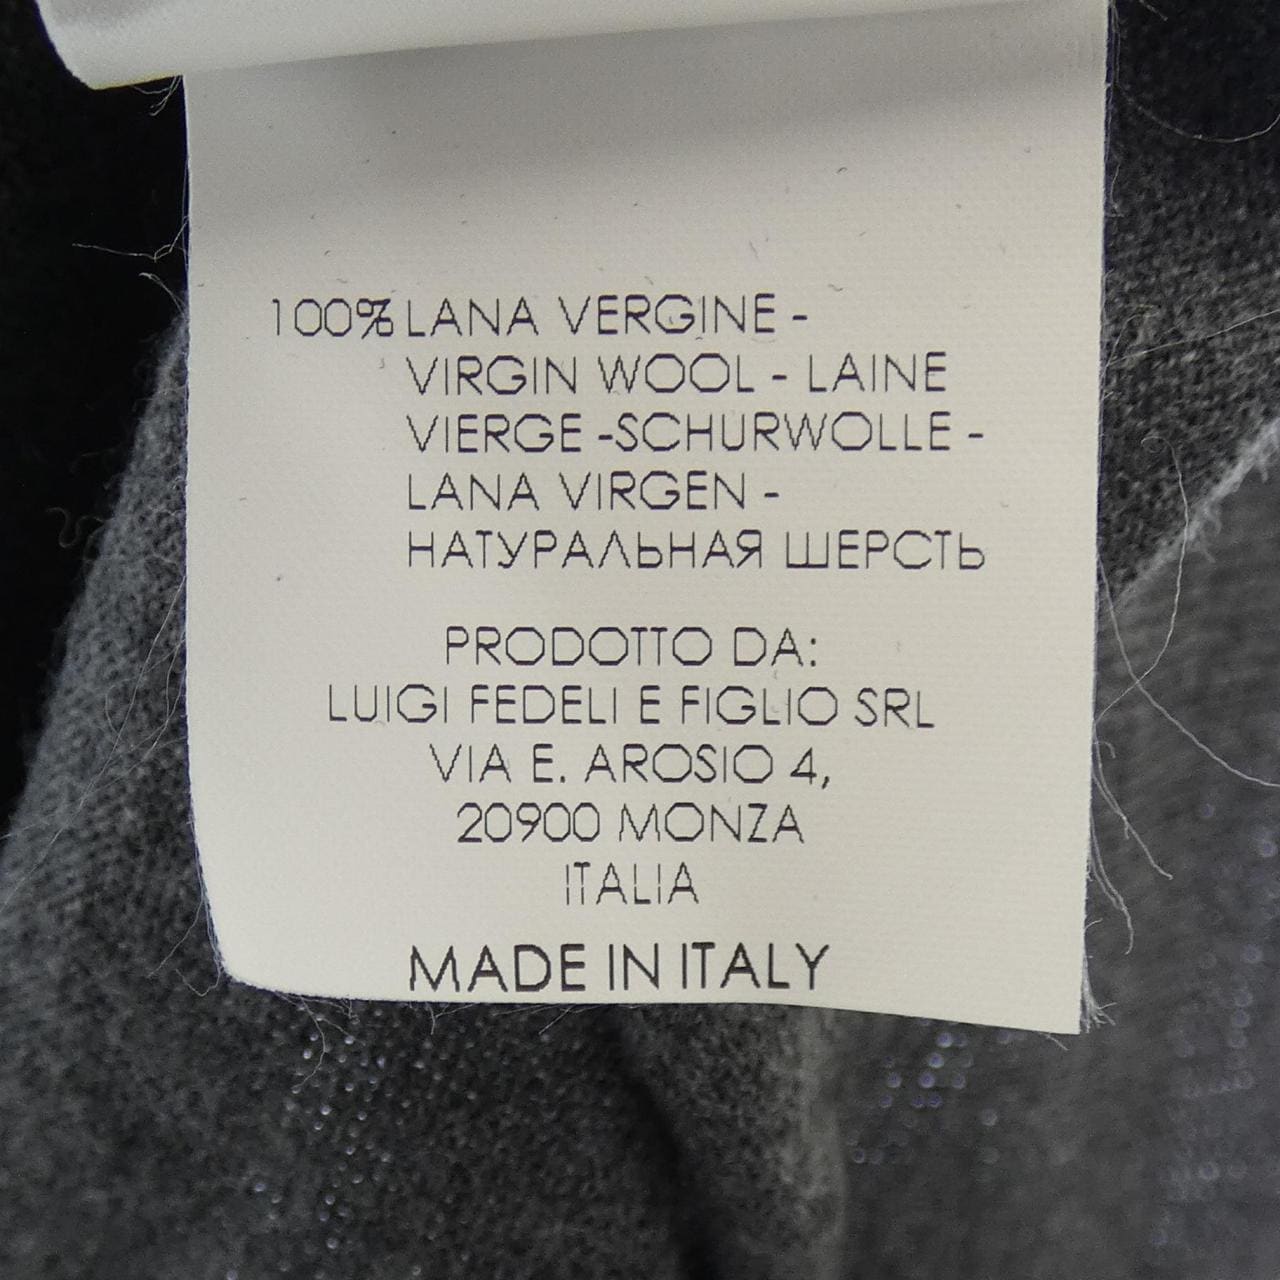 100% LANA VERGINE -
VIRGIN WOOL - LAINE
VIERGE -SCHURWOLLE -
LANA VIRGEN -
НАТУРАЛЬНАЯ ШЕРСТЬ
PRODOTTO DA:
LUIGI FEDELI E FIGLIO SRL
VIA E. AROSIO 4,
20900 MONZA
ITALIA
MADE IN ITALY